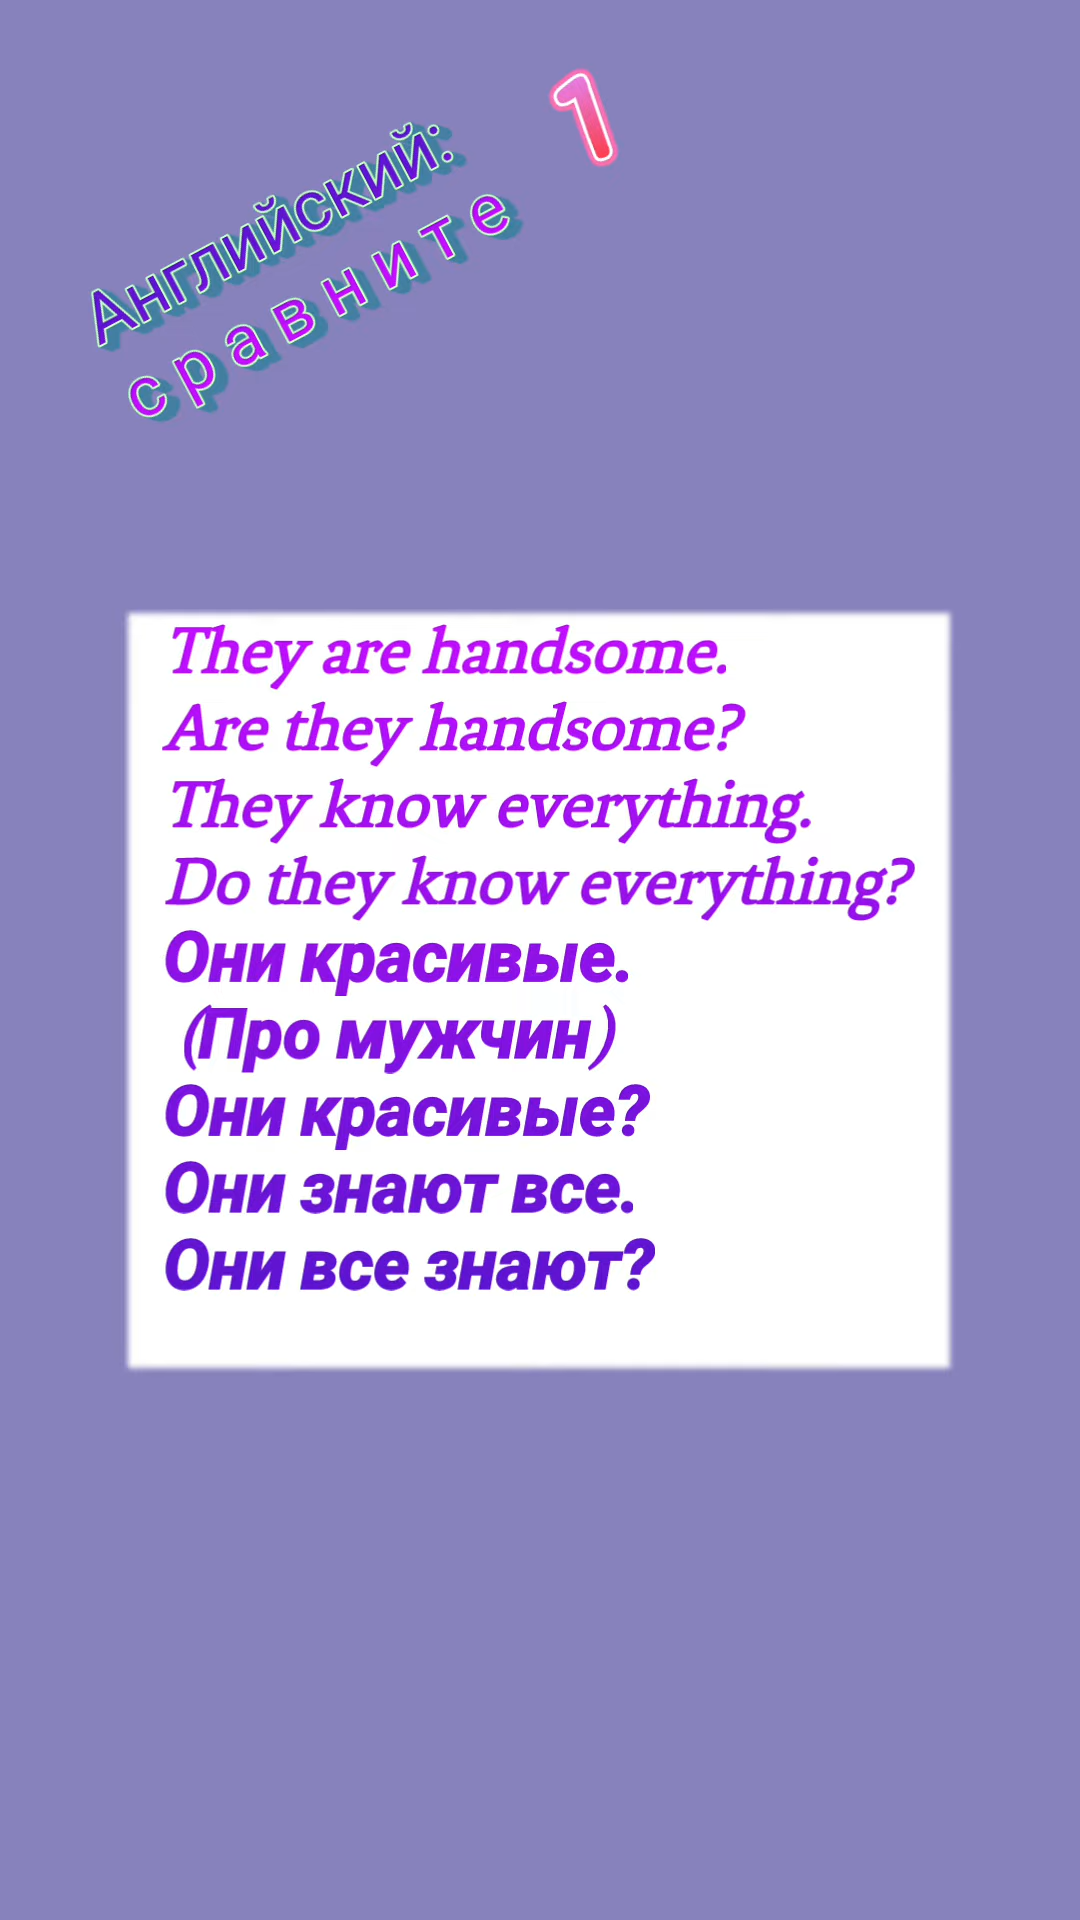 Английский:
сравните
1
They are handsome.
Are they handsome?
They know everything.
Do they know everything?
Они красивые.
(Про мужчин)
Они красивые?
Они знают все.
Они все знают?